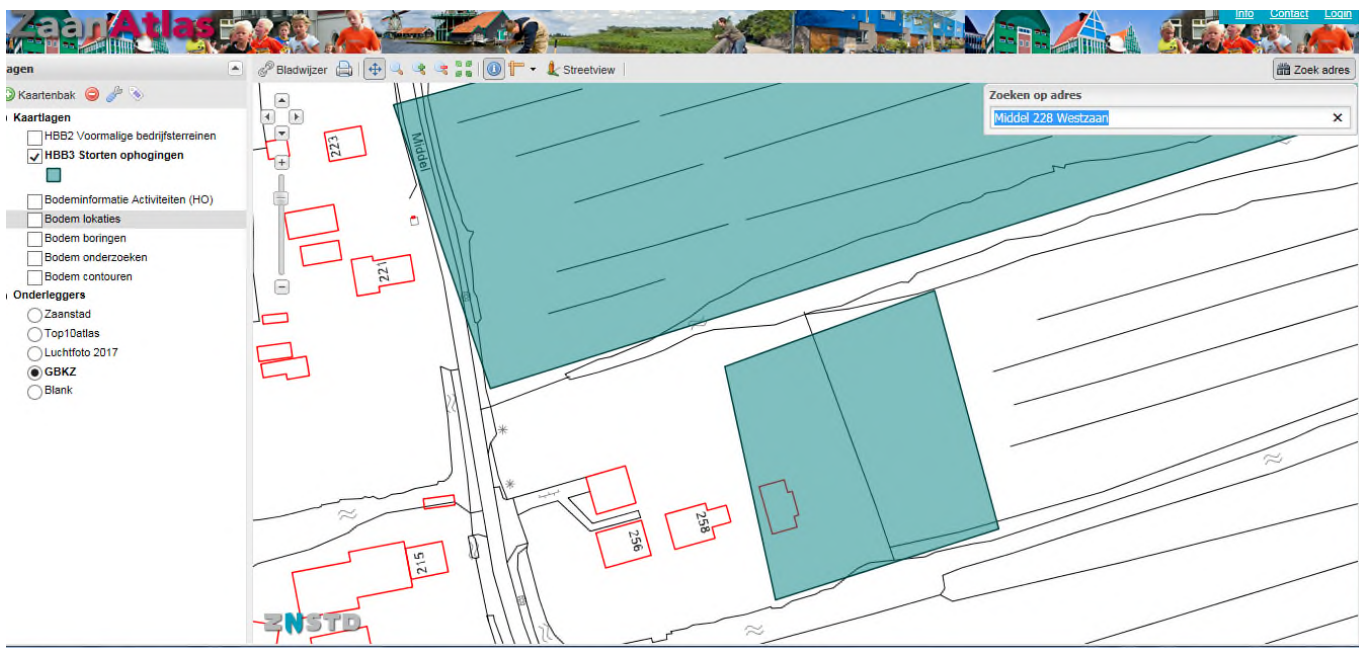 ZaanAtlas
Info Contact Login
agen
Bladwijzer
Streetview
Zoek adres
Kaartenbak
Zoeken op adres
Middel 228 Westzaan
Kaartlagen
HBB2 Voormalige bedrijfsterreinen
HBB3 Storten ophogingen
Bodeminformatie Activiteiten (HO)
Bodem lokaties
Bodem boringen
Bodem onderzoeken
Bodem contouren
Onderleggers
Zaanstad
Top10atlas
Luchtfoto 2017
GBKZ
Blank
223
Middel
221
258
256
215
ZNSTD